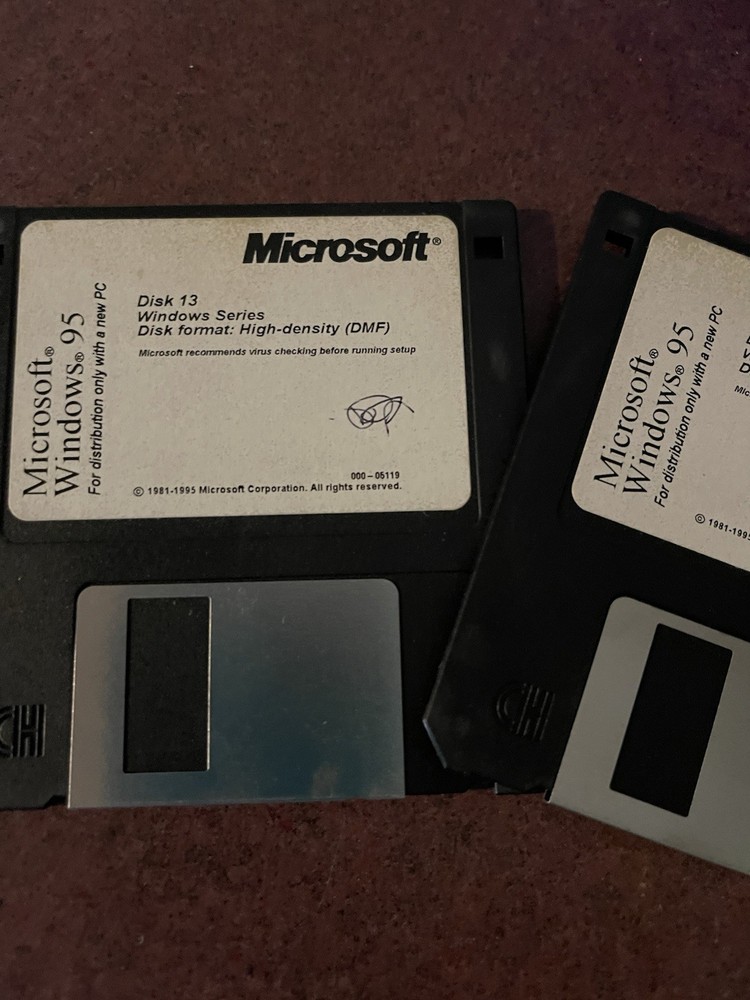 Microsoft®
Disk 13
Windows Series
Disk format: High-density (DMF)
Microsoft recommends virus checking before running setup
000-05119
© 1981-1995 Microsoft Corporation. All rights reserved.
Microsoft®
Windows® 95
For distribution only with a new PC
CH
Microsoft®
Windows® 95
For distribution only with a new PC
© 1981-1995
CH